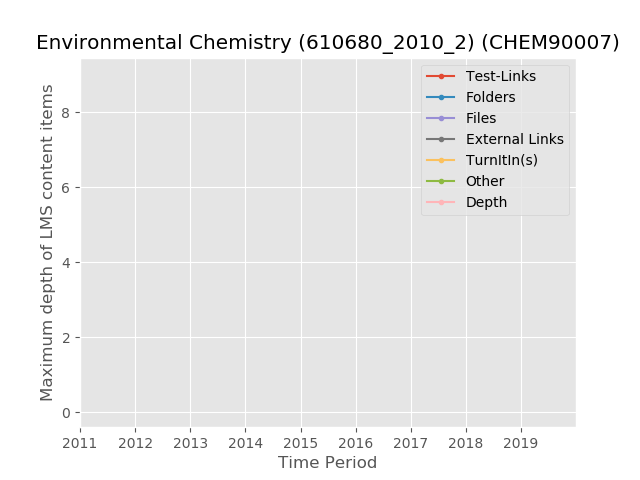 Environmental Chemistry (610680_2010_2) (CHEM90007)
Test-Links
Folders
Files
External Links
TurnItIn(s)
Other
Depth
Maximum depth of LMS content items
8
6
4
2
0
2011 2012 2013 2014 2015 2016 2017 2018 2019
Time Period